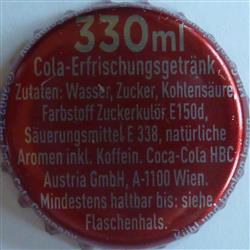 330ml
Cola-Erfrischungsgetränk
Zutaten: Wasser, Zucker, Kohlensäure,
Farbstoff Zuckerkulör E150d,
Säuerungsmittel E 338, natürliche
Aromen inkl. Koffein. Coca-Cola HBC
Austria GmbH, A-1100 Wien.
Mindestens haltbar bis: siehe
Flaschenhals.